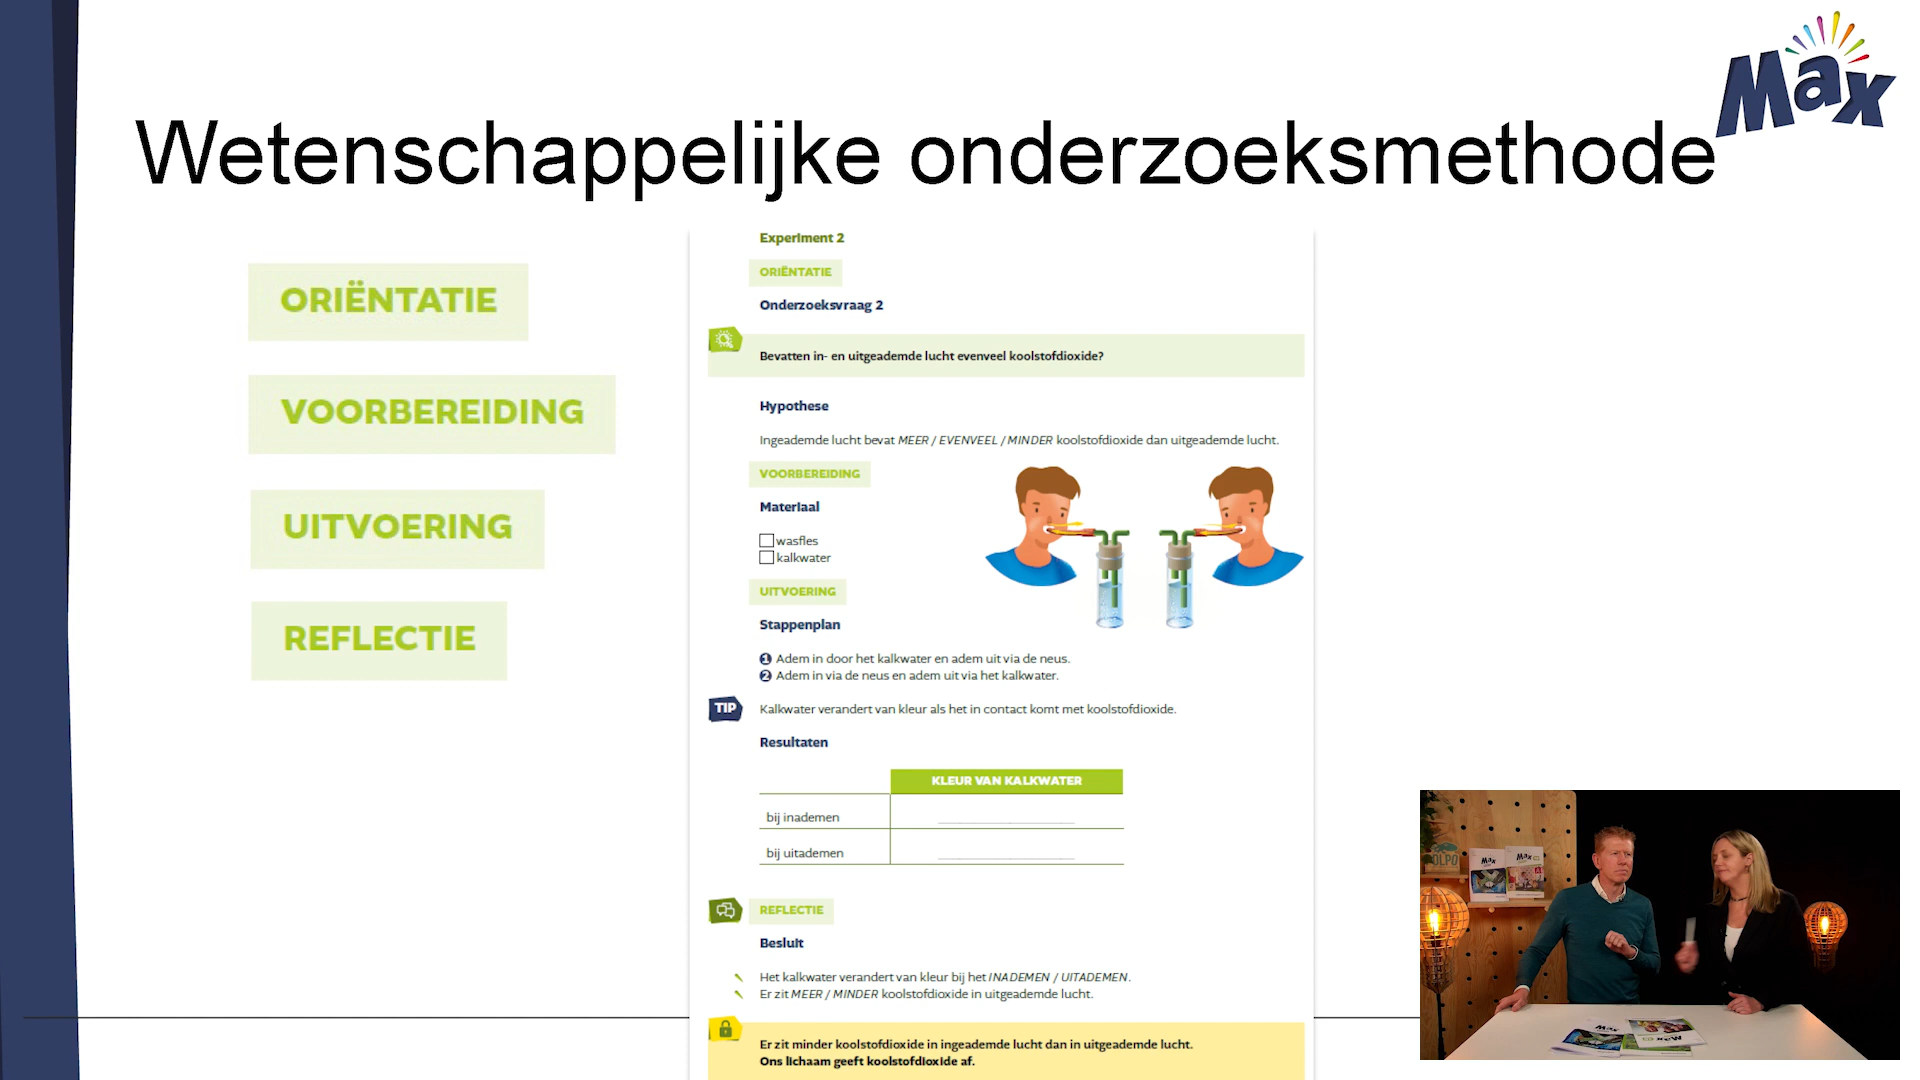 Max
Wetenschappelijke onderzoeksmethode
ORIËNTATIE
VOORBEREIDING
UITVOERING
REFLECTIE
Experiment 2
ORIËNTATIE
Onderzoeksvraag 2
Bevatten in- en uitgeademde lucht evenveel koolstofdioxide?
Hypothese
Ingeademde lucht bevat MEER / EVENVEEL / MINDER koolstofdioxide dan uitgeademde lucht.
VOORBEREIDING
Materiaal
wasfles
kalkwater
UITVOERING
Stappenplan
1 Adem in door het kalkwater en adem uit via de neus.
2 Adem in via de neus en adem uit via het kalkwater.
TIP Kalkwater verandert van kleur als het in contact komt met koolstofdioxide.
Resultaten
KLEUR VAN KALKWATER
bij inademen
bij uitademen
REFLECTIE
Besluit
Het kalkwater verandert van kleur bij het INADEMEN / UITADEMEN.
Er zit MEER / MINDER koolstofdioxide in uitgeademde lucht.
Er zit minder koolstofdioxide in ingeademde lucht dan in uitgeademde lucht.
Ons lichaam geeft koolstofdioxide af.
Max
Max
Max
Max